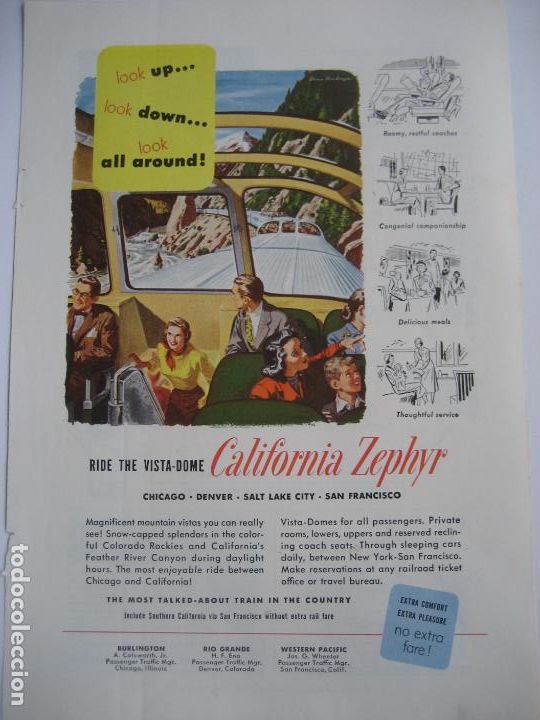 look up...
look down...
look
all around!
Roomy, restful coaches
Congenial companionship
Delicious meals
Thoughtful service
RIDE THE VISTA-DOME California Zephyr
CHICAGO • DENVER • SALT LAKE CITY • SAN FRANCISCO
Magnificent mountain vistas you can really
see! Snow-capped splendors in the color-
ful Colorado Rockies and California's
Feather River Canyon during daylight
hours. The most enjoyable ride between
Chicago and California!
Vista-Domes for all passengers. Private
rooms, lowers, uppers and reserved reclin-
ing coach seats. Through sleeping cars
daily, between New York-San Francisco.
Make reservations at any railroad ticket
office or travel bureau.
THE MOST TALKED-ABOUT TRAIN IN THE COUNTRY
Include Southern California via San Francisco without extra rail fare
EXTRA COMFORT
EXTRA PLEASURE
no extra
fare!
BURLINGTON
A. Cotsworth, Jr.
Passenger Traffic Mgr.
Chicago, Illinois
RIO GRANDE
H. F. Eno
Passenger Traffic Mgr.
Denver, Colorado
WESTERN PACIFIC
Jos. G. Wheeler
Passenger Traffic Mgr.
San Francisco, Calif.
todocoleccion.net